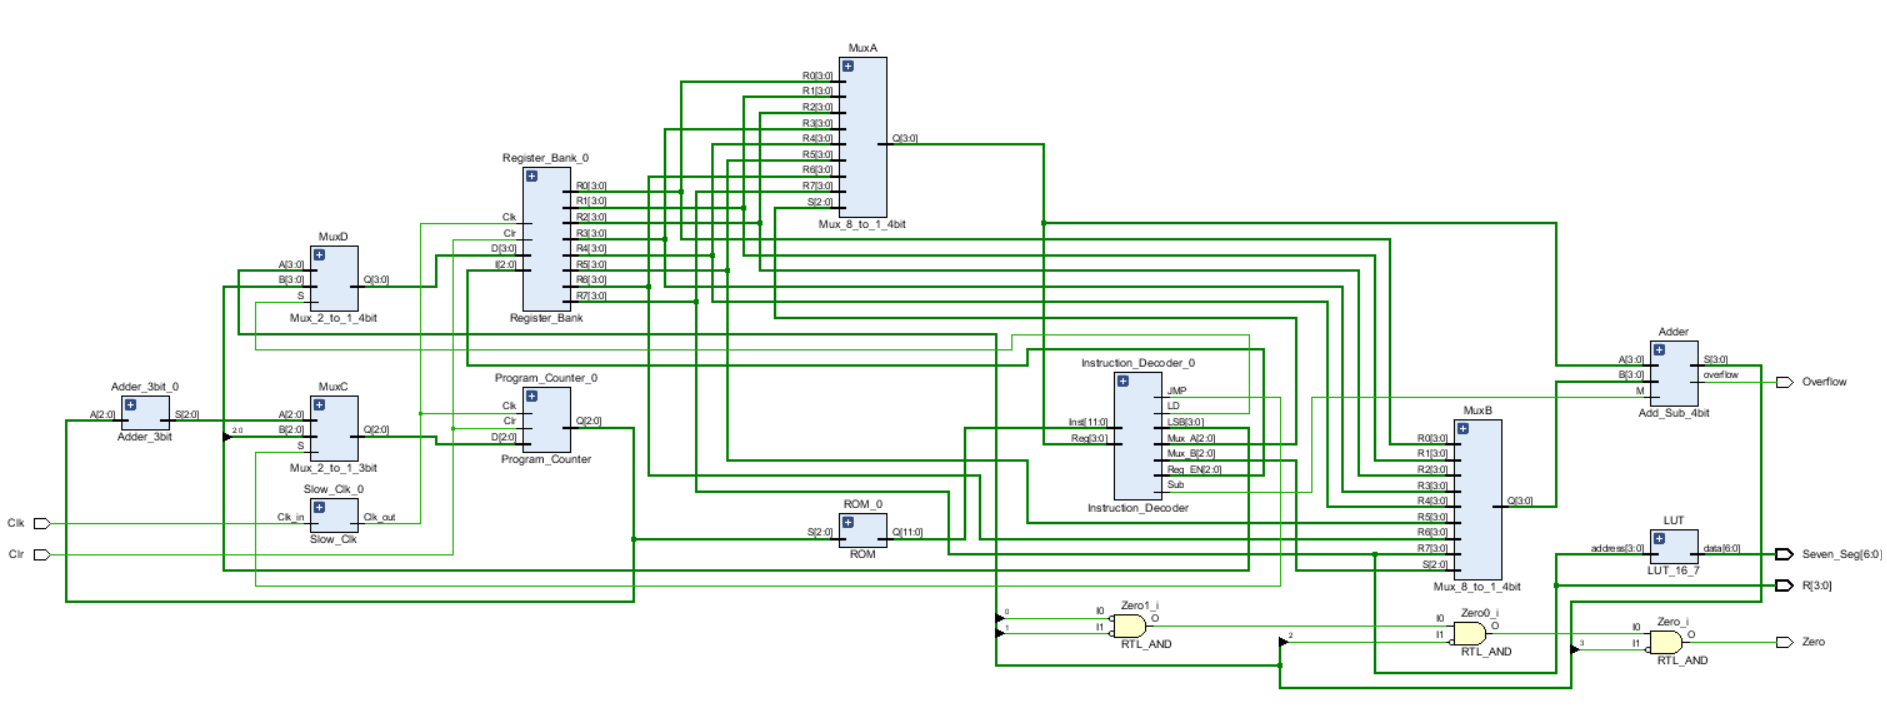 MuxA
R0[3:0]
R1[3:0]
R2[3:0]
R3[3:0]
R4[3:0]
R5[3:0]
R6[3:0]
R7[3:0]
S[2:0]
Q[3:0]
Mux_8_to_1_4bit
Register_Bank_0
Clk
Clr
D[3:0]
I[2:0]
R0[3:0]
R1[3:0]
R2[3:0]
R3[3:0]
R4[3:0]
R5[3:0]
R6[3:0]
R7[3:0]
Register_Bank
MuxD
A[3:0]
B[3:0]
S
Q[3:0]
Mux_2_to_1_4bit
Adder_3bit_0
A[2:0]
S[2:0]
Adder_3bit
MuxC
A[2:0]
2:0
B[2:0]
S
Q[2:0]
Mux_2_to_1_3bit
Program_Counter_0
Clk
Clr
D[2:0]
Q[2:0]
Program_Counter
Slow_Clk_0
Clk_in
Clk_out
Slow_Clk
Clk
Clr
ROM_0
S[2:0]
Q[11:0]
ROM
Instruction_Decoder_0
Inst[11:0]
Reg[3:0]
JMP
LD
LSB[3:0]
Mux_A[2:0]
Mux_B[2:0]
Reg_EN[2:0]
Sub
Instruction_Decoder
MuxB
R0[3:0]
R1[3:0]
R2[3:0]
R3[3:0]
R4[3:0]
R5[3:0]
R6[3:0]
R7[3:0]
S[2:0]
Q[3:0]
Mux_8_to_1_4bit
Adder
A[3:0]
B[3:0]
M
S[3:0]
overflow
Add_Sub_4bit
Overflow
LUT
address[3:0]
data[6:0]
LUT_16_7
Seven_Seg[6:0]
R[3:0]
Zero1_i
0
1
I0
I1
O
RTL_AND
Zero0_i
2
I0
I1
O
RTL_AND
Zero_i
3
I0
I1
O
RTL_AND
Zero